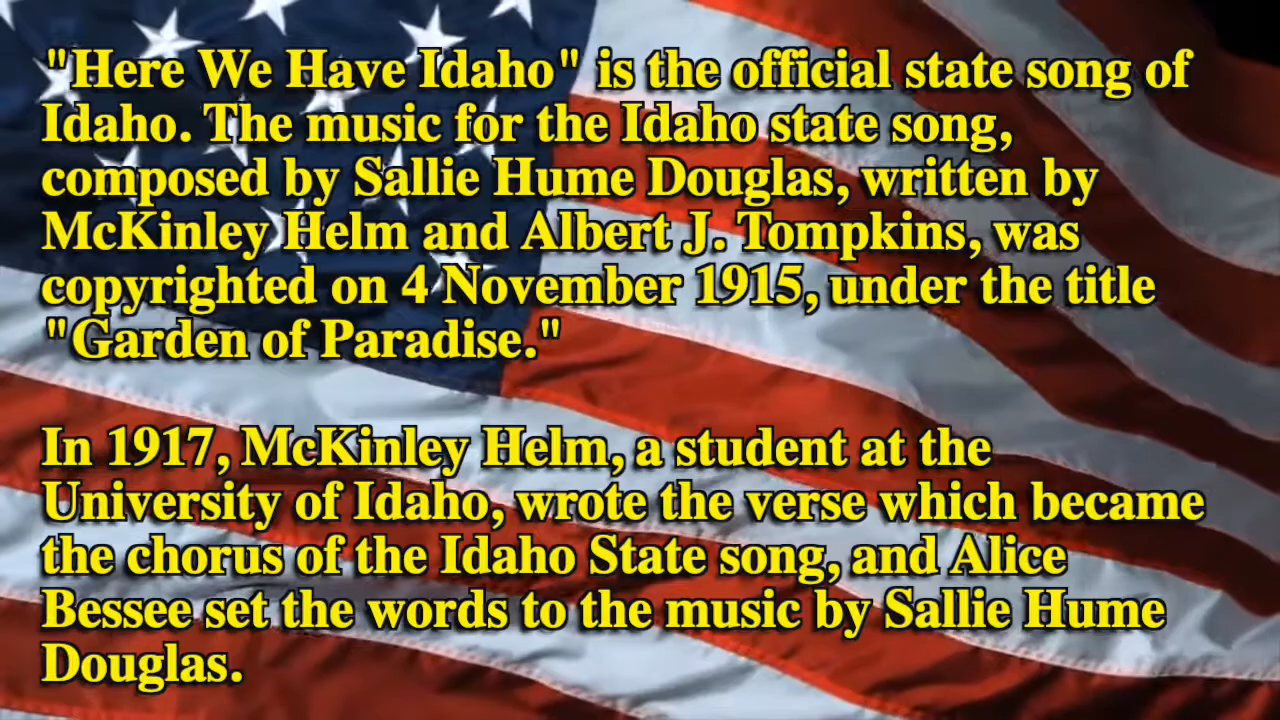 "Here We Have Idaho" is the official state song of
Idaho. The music for the Idaho state song,
composed by Sallie Hume Douglas, written by
McKinley Helm and Albert J. Tompkins, was
copyrighted on 4 November 1915, under the title
"Garden of Paradise."
In 1917, McKinley Helm, a student at the
University of Idaho, wrote the verse which became
the chorus of the Idaho State song, and Alice
Bessee set the words to the music by Sallie Hume
Douglas.